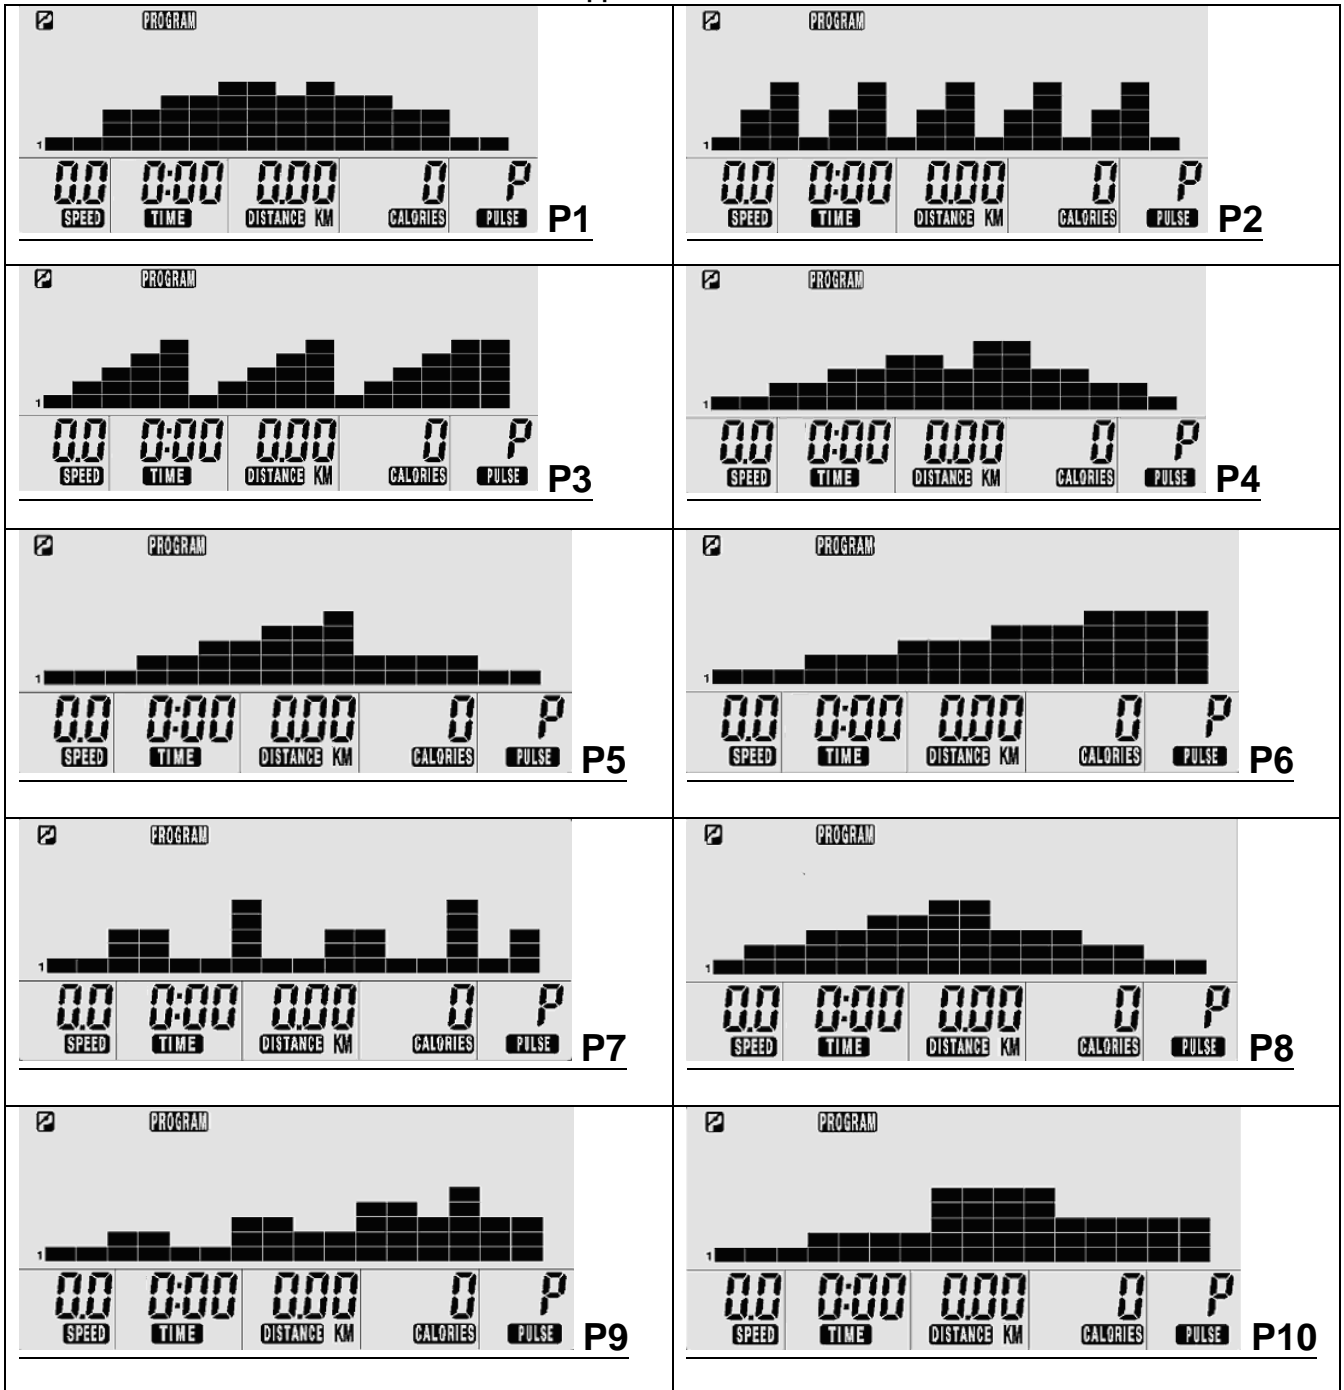 PROGRAM
1
0.0 0:00 0.00 0 P
SPEED TIME DISTANCE KM CALORIES PULSE
P1
PROGRAM
1
0.0 0:00 0.00 0 P
SPEED TIME DISTANCE KM CALORIES PULSE
P2
PROGRAM
1
0.0 0:00 0.00 0 P
SPEED TIME DISTANCE KM CALORIES PULSE
P3
PROGRAM
1
0.0 0:00 0.00 0 P
SPEED TIME DISTANCE KM CALORIES PULSE
P4
PROGRAM
1
0.0 0:00 0.00 0 P
SPEED TIME DISTANCE KM CALORIES PULSE
P5
PROGRAM
1
0.0 0:00 0.00 0 P
SPEED TIME DISTANCE KM CALORIES PULSE
P6
PROGRAM
1
0.0 0:00 0.00 0 P
SPEED TIME DISTANCE KM CALORIES PULSE
P7
PROGRAM
1
0.0 0:00 0.00 0 P
SPEED TIME DISTANCE KM CALORIES PULSE
P8
PROGRAM
1
0.0 0:00 0.00 0 P
SPEED TIME DISTANCE KM CALORIES PULSE
P9
PROGRAM
1
0.0 0:00 0.00 0 P
SPEED TIME DISTANCE KM CALORIES PULSE
P10